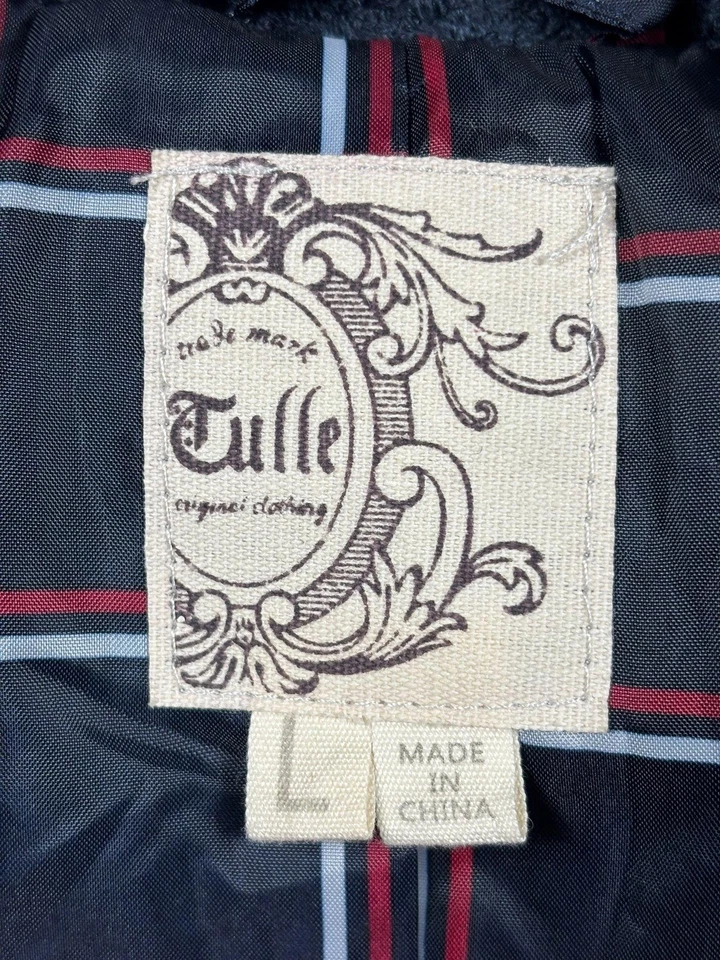 trade mark
Tulle
original clothing
L
MADE
IN
CHINA